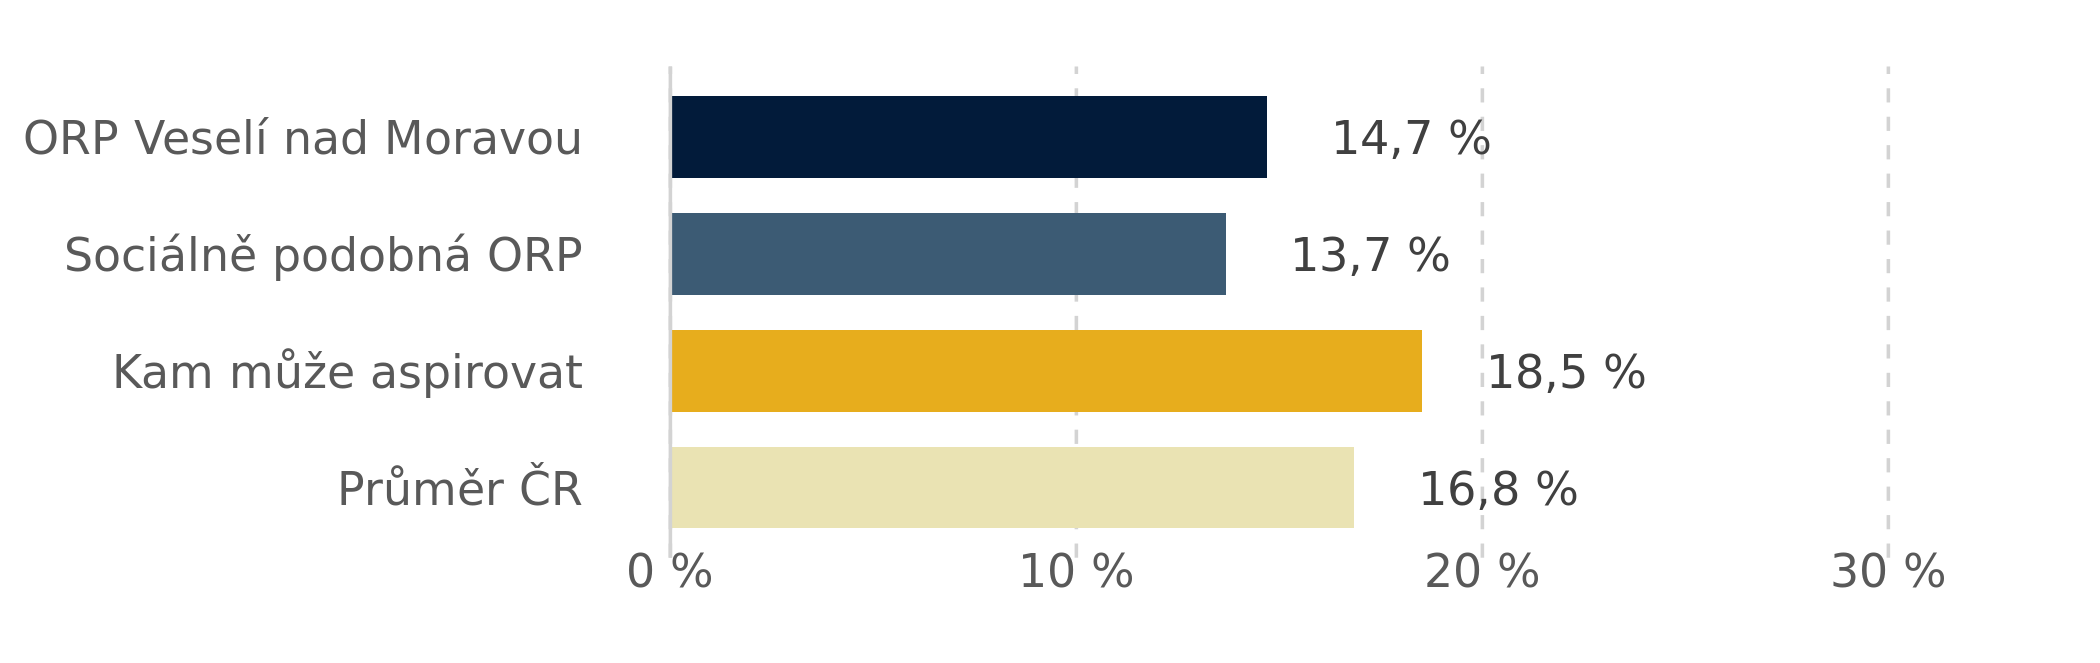 ORP Veselí nad Moravou 14,7 %
Sociálně podobná ORP 13,7 %
Kam může aspirovat 18,5 %
Průměr ČR 16,8 %
0 % 10 % 20 % 30 %